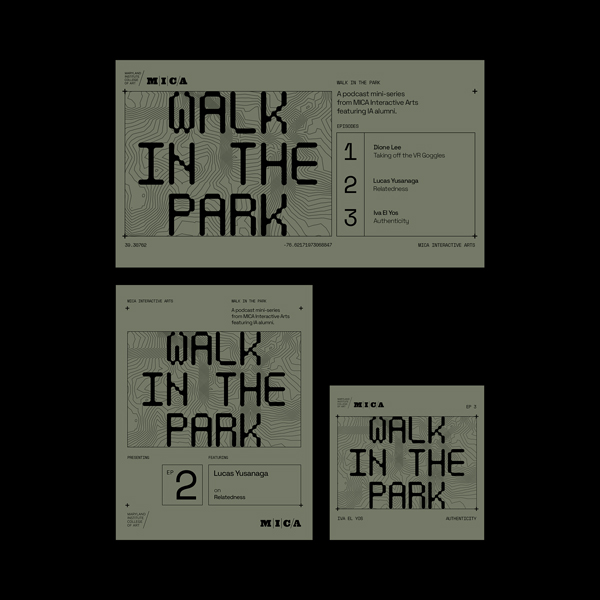 MARYLAND
INSTITUTE
COLLEGE
OF ART
MICA
WALK
IN THE
PARK
WALK IN THE PARK
A podcast mini-series
from MICA Interactive Arts
featuring IA alumni.
EPISODES
1
Dione Lee
Taking off the VR Goggles
2
Lucas Yusanaga
Relatedness
3
Iva El Yos
Authenticity
MICA INTERACTIVE ARTS
MICA INTERACTIVE ARTS
WALK IN THE PARK
A podcast mini-series
from MICA Interactive Arts
featuring IA alumni.
WALK
IN THE
PARK
PRESENTING
FEATURING
EP
2
Lucas Yusanaga
on
Relatedness
MARYLAND
INSTITUTE
COLLEGE
OF ART
MICA
MICA
EP 3
WALK
IN THE
PARK
IVA EL YOS
AUTHENTICITY